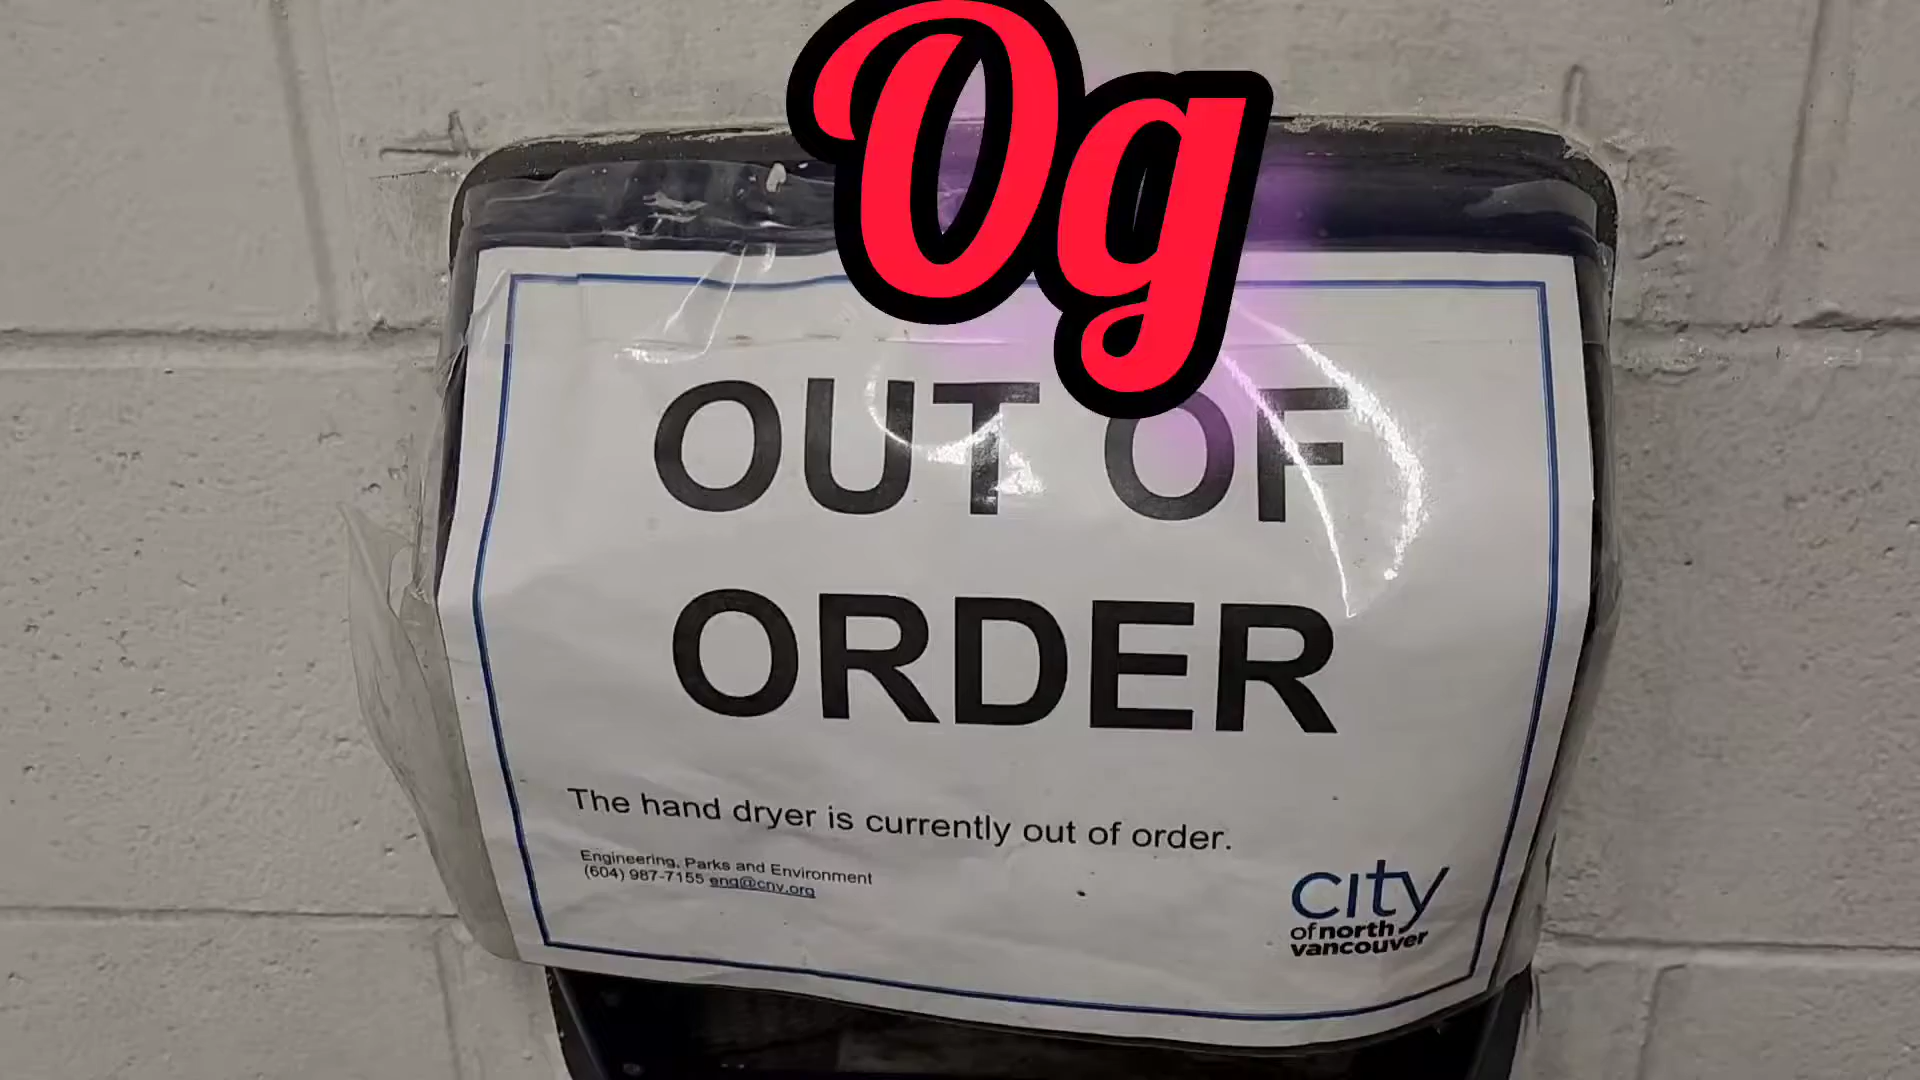 Og
OUT OF
ORDER
The hand dryer is currently out of order.
Engineering, Parks and Environment
(604) 987-7155 eng@cnv.org
city
of north
vancouver